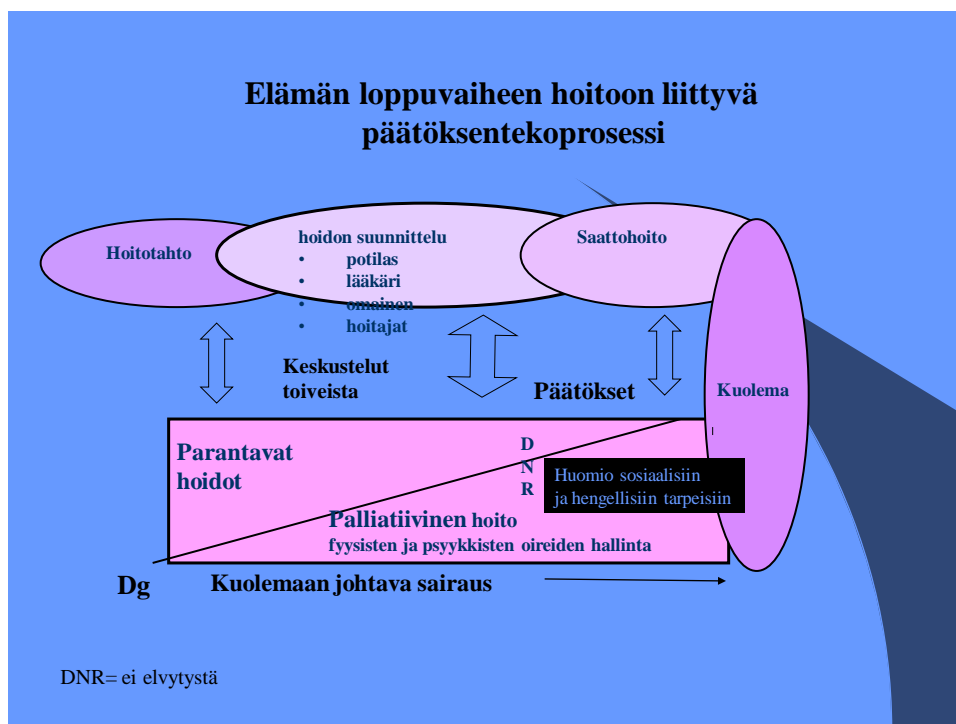 Elämän loppuvaiheen hoitoon liittyvä
päätöksentekoprosessi
Hoitotahto
hoidon suunnittelu
• potilas
• lääkäri
• omainen
• hoitajat
Saattohoito
Keskustelut
toiveista
Päätökset
Kuolema
Parantavat
hoidot
D
N
R
Huomio sosiaalisiin
ja hengellisiin tarpeisiin
Palliatiivinen hoito
fyysisten ja psyykkisten oireiden hallinta
Dg
Kuolemaan johtava sairaus
DNR= ei elvytystä